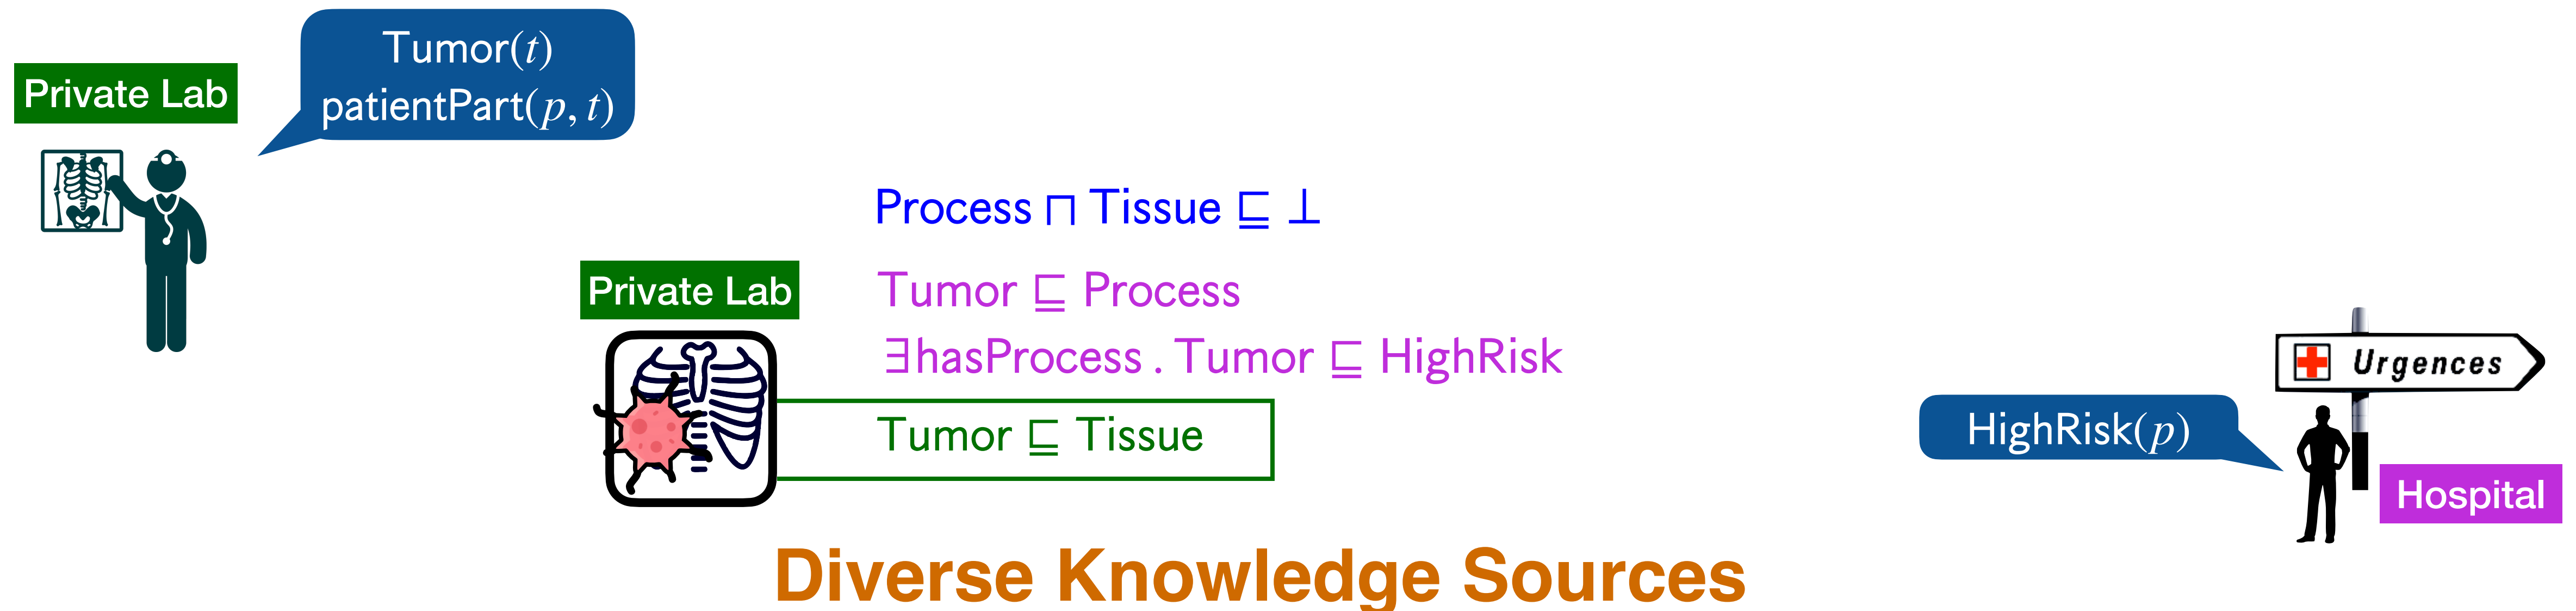 Private Lab
Tumor(t)
patientPart(p, t)
Process ⊓ Tissue ⊑ ⊥
Private Lab
Tumor ⊑ Process
∃hasProcess . Tumor ⊑ HighRisk
Tumor ⊑ Tissue
Urgences
HighRisk(p)
Hospital
Diverse Knowledge Sources